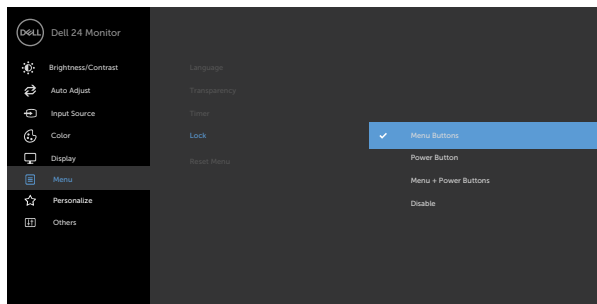 DELL
Dell 24 Monitor
Brightness/Contrast
Auto Adjust
Input Source
Color
Display
Menu
Personalize
Others
Language
Transparency
Timer
Lock
Reset Menu
Menu Buttons
Power Button
Menu + Power Buttons
Disable